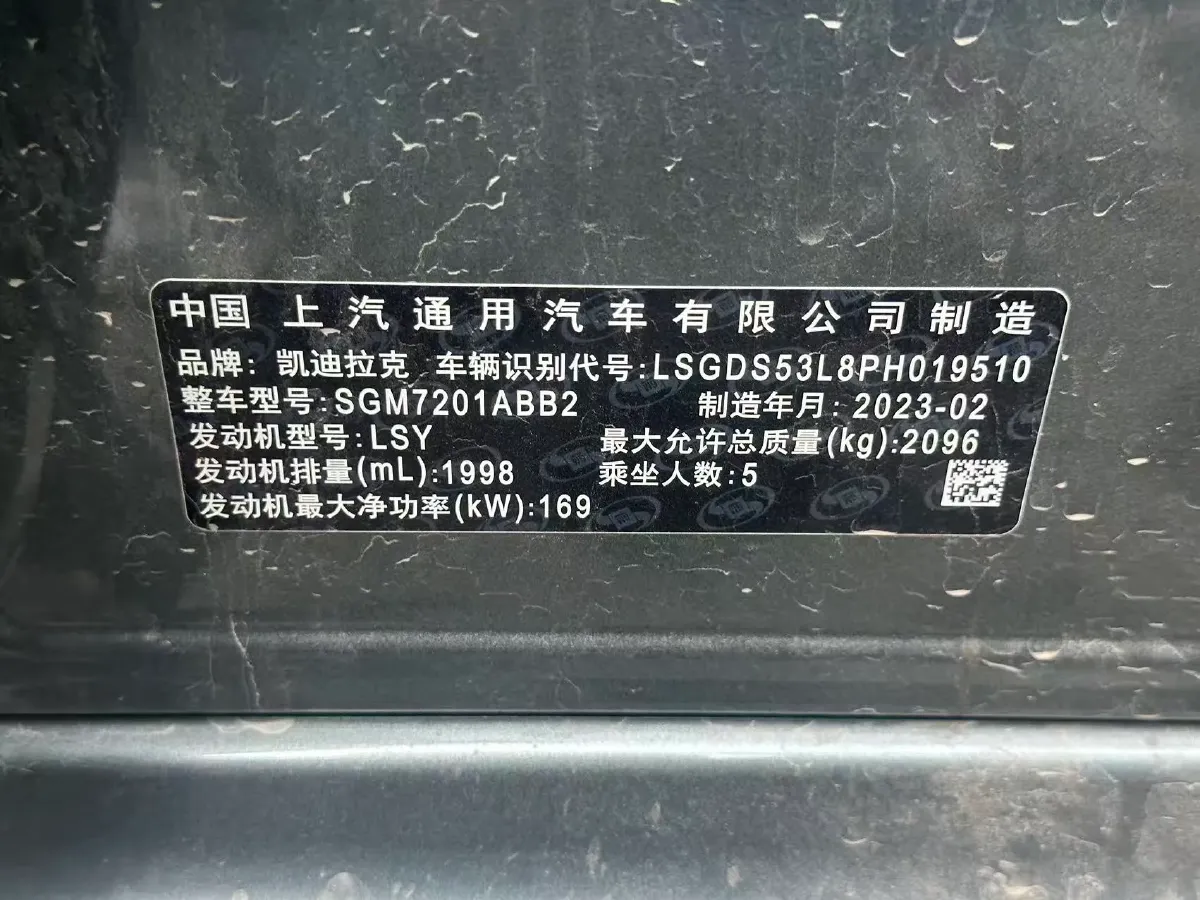 中国 上汽通用汽车有限公司制造
品牌: 凯迪拉克 车辆识别代号:LSGDS53L8PH019510
整车型号:SGM7201ABB2 制造年月: 2023-02
发动机型号:LSY 最大允许总质量(kg):2096
发动机排量(mL):1998 乘坐人数:5
发动机最大净功率(kW):169